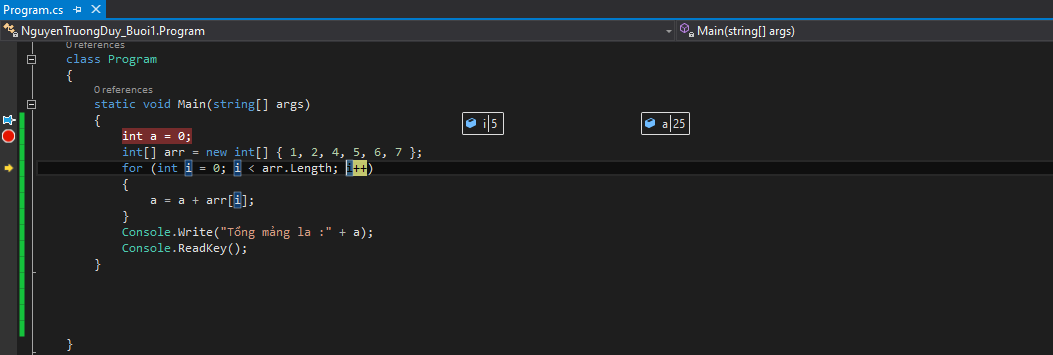 Program.cs
NguyenTruongDuy_Buoi1.Program Main(string[] args)
0 references
class Program
{
0 references
static void Main(string[] args)
{ i 5 a 25
int a = 0;
int[] arr = new int[] { 1, 2, 4, 5, 6, 7 };
for (int i = 0; i < arr.Length; i++)
{
a = a + arr[i];
}
Console.Write("Tổng mảng la :" + a);
Console.ReadKey();
}
}